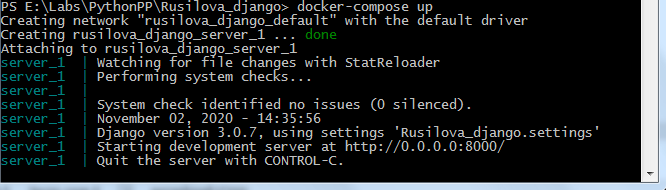 PS E:\Labs\PythonPP\Rusilova_django> docker-compose up
Creating network "rusilova_django_default" with the default driver
Creating rusilova_django_server_1 ... done
Attaching to rusilova_django_server_1
server_1  | Watching for file changes with StatReloader
server_1  | Performing system checks...
server_1  |
server_1  | System check identified no issues (0 silenced).
server_1  | November 02, 2020 - 14:35:56
server_1  | Django version 3.0.7, using settings 'Rusilova_django.settings'
server_1  | Starting development server at http://0.0.0.0:8000/
server_1  | Quit the server with CONTROL-C.